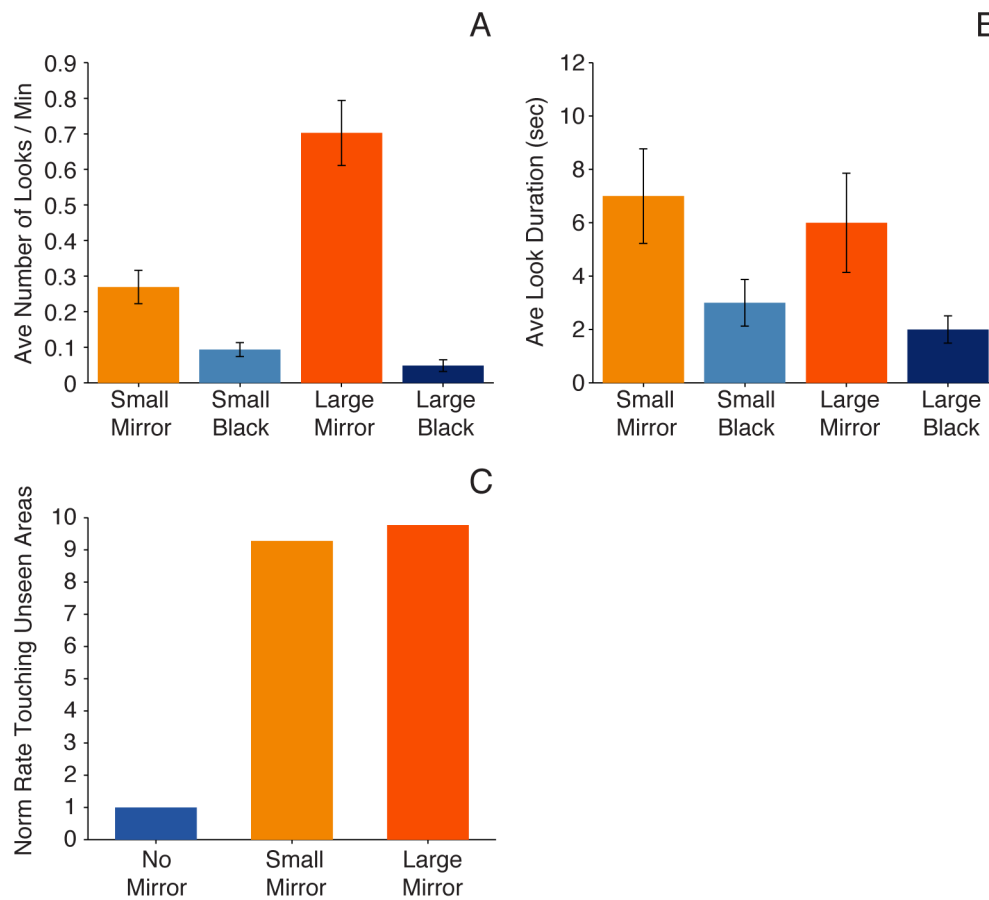 A
Ave Number of Looks / Min
0.9
0.8
0.7
0.6
0.5
0.4
0.3
0.2
0.1
0
Small
Mirror
Small
Black
Large
Mirror
Large
Black
B
Ave Look Duration (sec)
12
10
8
6
4
2
0
Small
Mirror
Small
Black
Large
Mirror
Large
Black
C
Norm Rate Touching Unseen Areas
10
9
8
7
6
5
4
3
2
1
0
No
Mirror
Small
Mirror
Large
Mirror